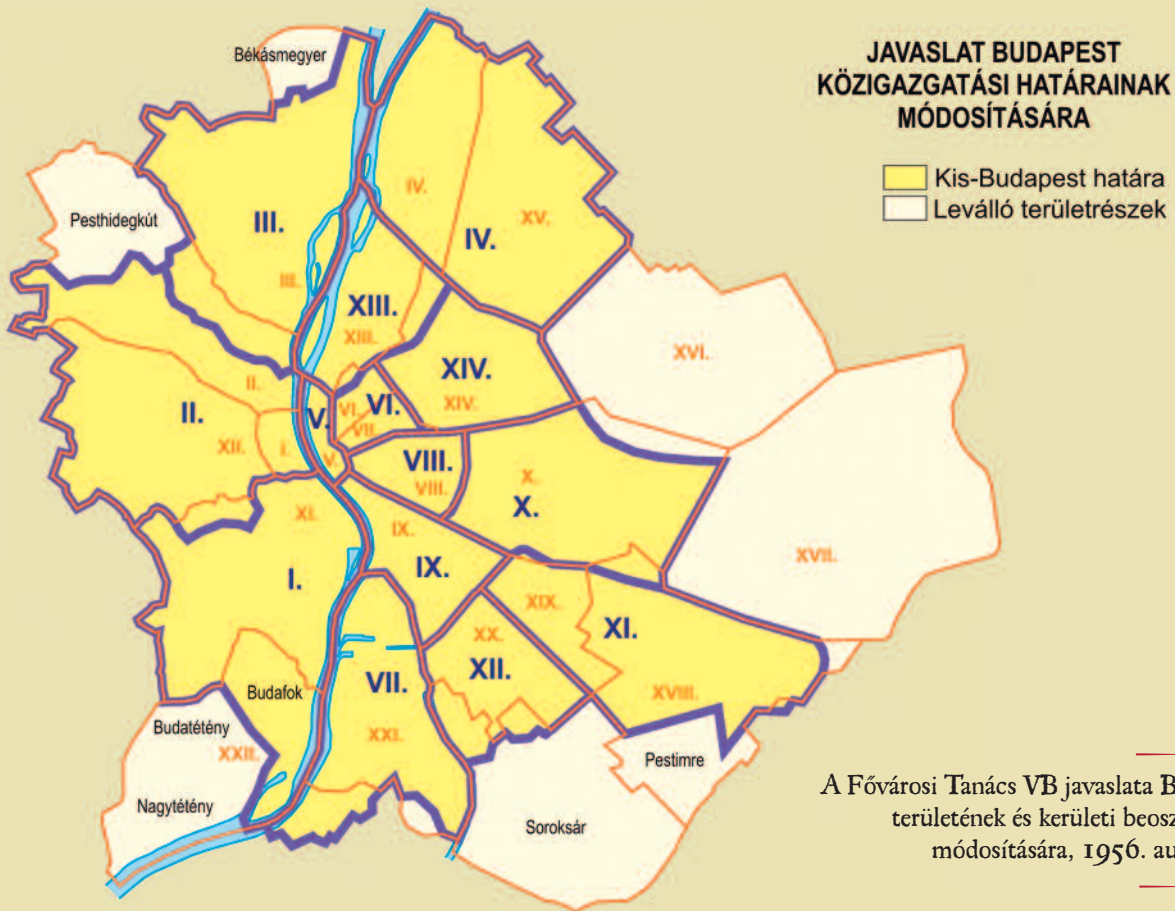 JAVASLAT BUDAPEST
KÖZIGAZGATÁSI HATÁRAINAK
MÓDOSÍTÁSÁRA
Kis-Budapest határa
Leváló területrészek
Békásmegyer
Pesthidegkút
III.
III.
IV.
IV.
XV.
XIII.
XIII.
XVI.
XIV.
XIV.
II.
II.
XII.
I.
V.
V.
VI.
VI.
VII.
VIII.
VIII.
X.
X.
XVII.
XI.
I.
IX.
IX.
XIX.
XI.
XX.
XII.
XVIII.
VII.
XXI.
Budafok
Budatétény
XXII.
Nagytétény
Pestimre
Soroksár
A Fővárosi Tanács VB javaslata B
területének és kerületi beosz
módosítására, 1956. au